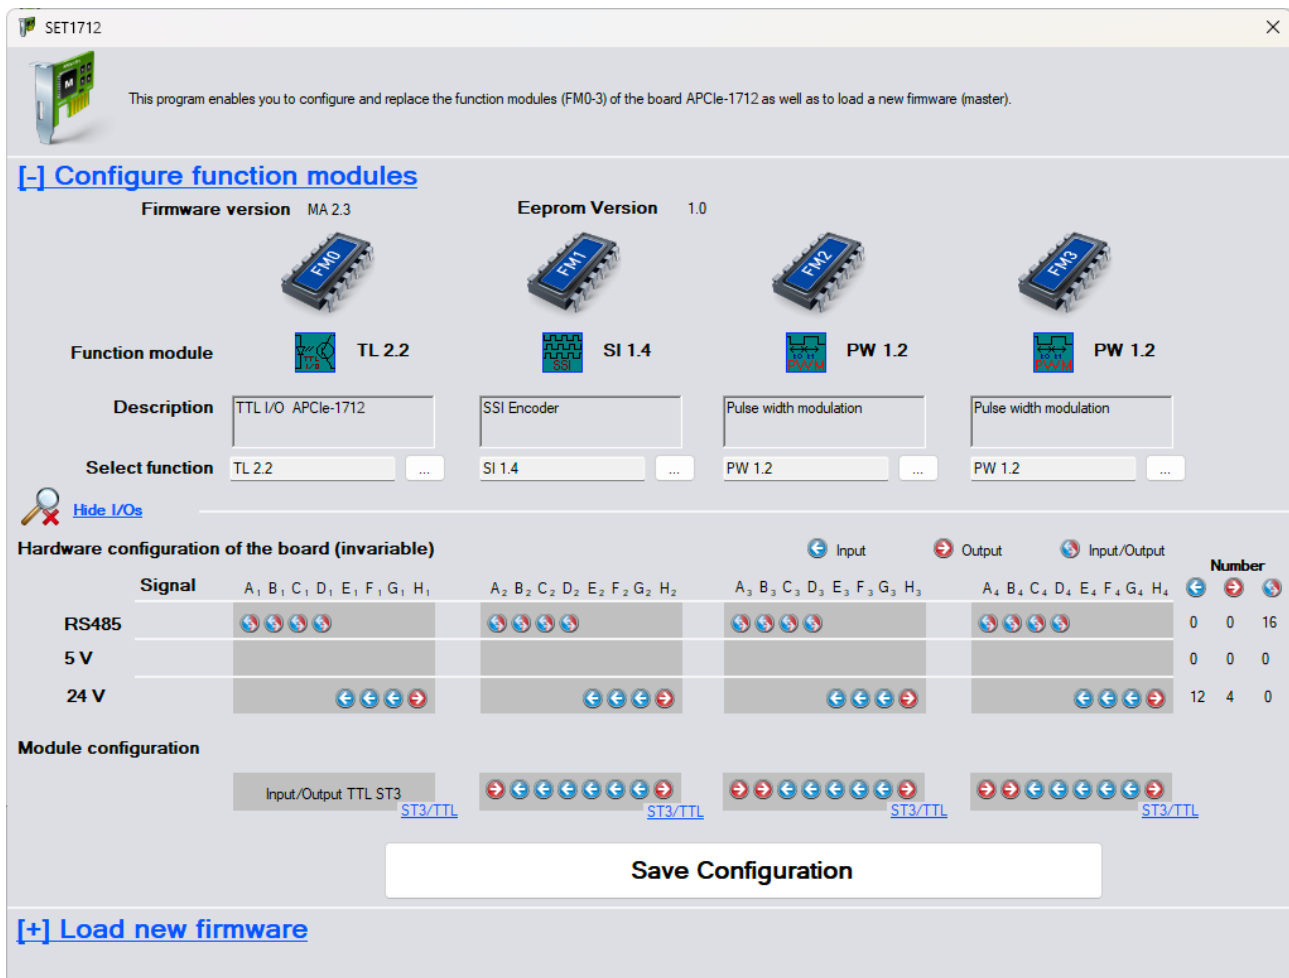 SET1712
M
This program enables you to configure and replace the function modules (FM0-3) of the board APCIe-1712 as well as to load a new firmware (master).
[-] Configure function modules
Firmware version MA 2.3 Eeprom Version 1.0
FM0 FM1 FM2 FM3
Function module TTL I/O TL 2.2 SSI SI 1.4 t0 t1 PWM PW 1.2 t0 t1 PWM PW 1.2
Description TTL I/O APCIe-1712 SSI Encoder Pulse width modulation Pulse width modulation
Select function TL 2.2 ... SI 1.4 ... PW 1.2 ... PW 1.2 ...
Hide I/Os
Hardware configuration of the board (invariable) Input Output Input/Output
Number
Signal A₁ B₁ C₁ D₁ E₁ F₁ G₁ H₁ A₂ B₂ C₂ D₂ E₂ F₂ G₂ H₂ A₃ B₃ C₃ D₃ E₃ F₃ G₃ H₃ A₄ B₄ C₄ D₄ E₄ F₄ G₄ H₄
RS485 0 0 16
5 V 0 0 0
24 V 12 4 0
Module configuration
Input/Output TTL ST3
ST3/TTL ST3/TTL ST3/TTL ST3/TTL
Save Configuration
[+] Load new firmware